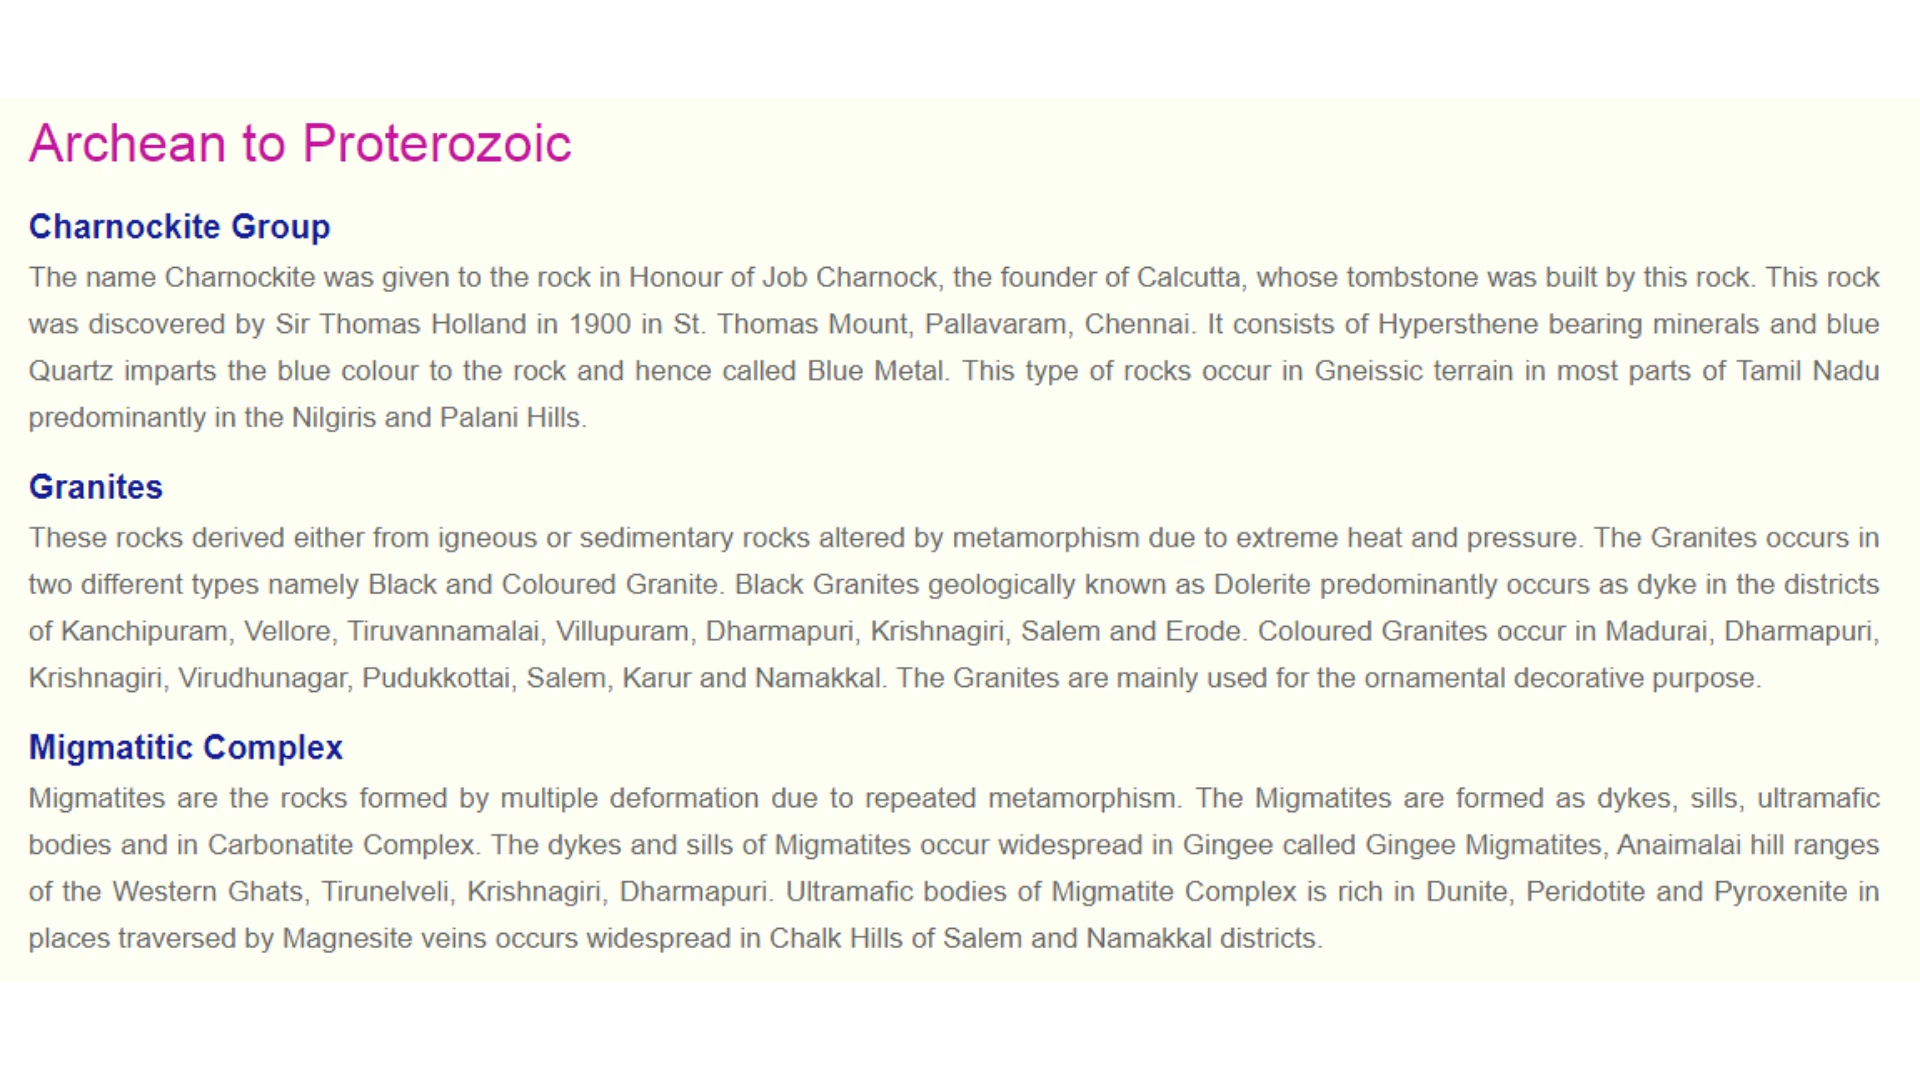 Archean to Proterozoic
Charnockite Group
The name Charnockite was given to the rock in Honour of Job Charnock, the founder of Calcutta, whose tombstone was built by this rock. This rock
was discovered by Sir Thomas Holland in 1900 in St. Thomas Mount, Pallavaram, Chennai. It consists of Hypersthene bearing minerals and blue
Quartz imparts the blue colour to the rock and hence called Blue Metal. This type of rocks occur in Gneissic terrain in most parts of Tamil Nadu
predominantly in the Nilgiris and Palani Hills.
Granites
These rocks derived either from igneous or sedimentary rocks altered by metamorphism due to extreme heat and pressure. The Granites occurs in
two different types namely Black and Coloured Granite. Black Granites geologically known as Dolerite predominantly occurs as dyke in the districts
of Kanchipuram, Vellore, Tiruvannamalai, Villupuram, Dharmapuri, Krishnagiri, Salem and Erode. Coloured Granites occur in Madurai, Dharmapuri,
Krishnagiri, Virudhunagar, Pudukkottai, Salem, Karur and Namakkal. The Granites are mainly used for the ornamental decorative purpose.
Migmatitic Complex
Migmatites are the rocks formed by multiple deformation due to repeated metamorphism. The Migmatites are formed as dykes, sills, ultramafic
bodies and in Carbonatite Complex. The dykes and sills of Migmatites occur widespread in Gingee called Gingee Migmatites, Anaimalai hill ranges
of the Western Ghats, Tirunelveli, Krishnagiri, Dharmapuri. Ultramafic bodies of Migmatite Complex is rich in Dunite, Peridotite and Pyroxenite in
places traversed by Magnesite veins occurs widespread in Chalk Hills of Salem and Namakkal districts.